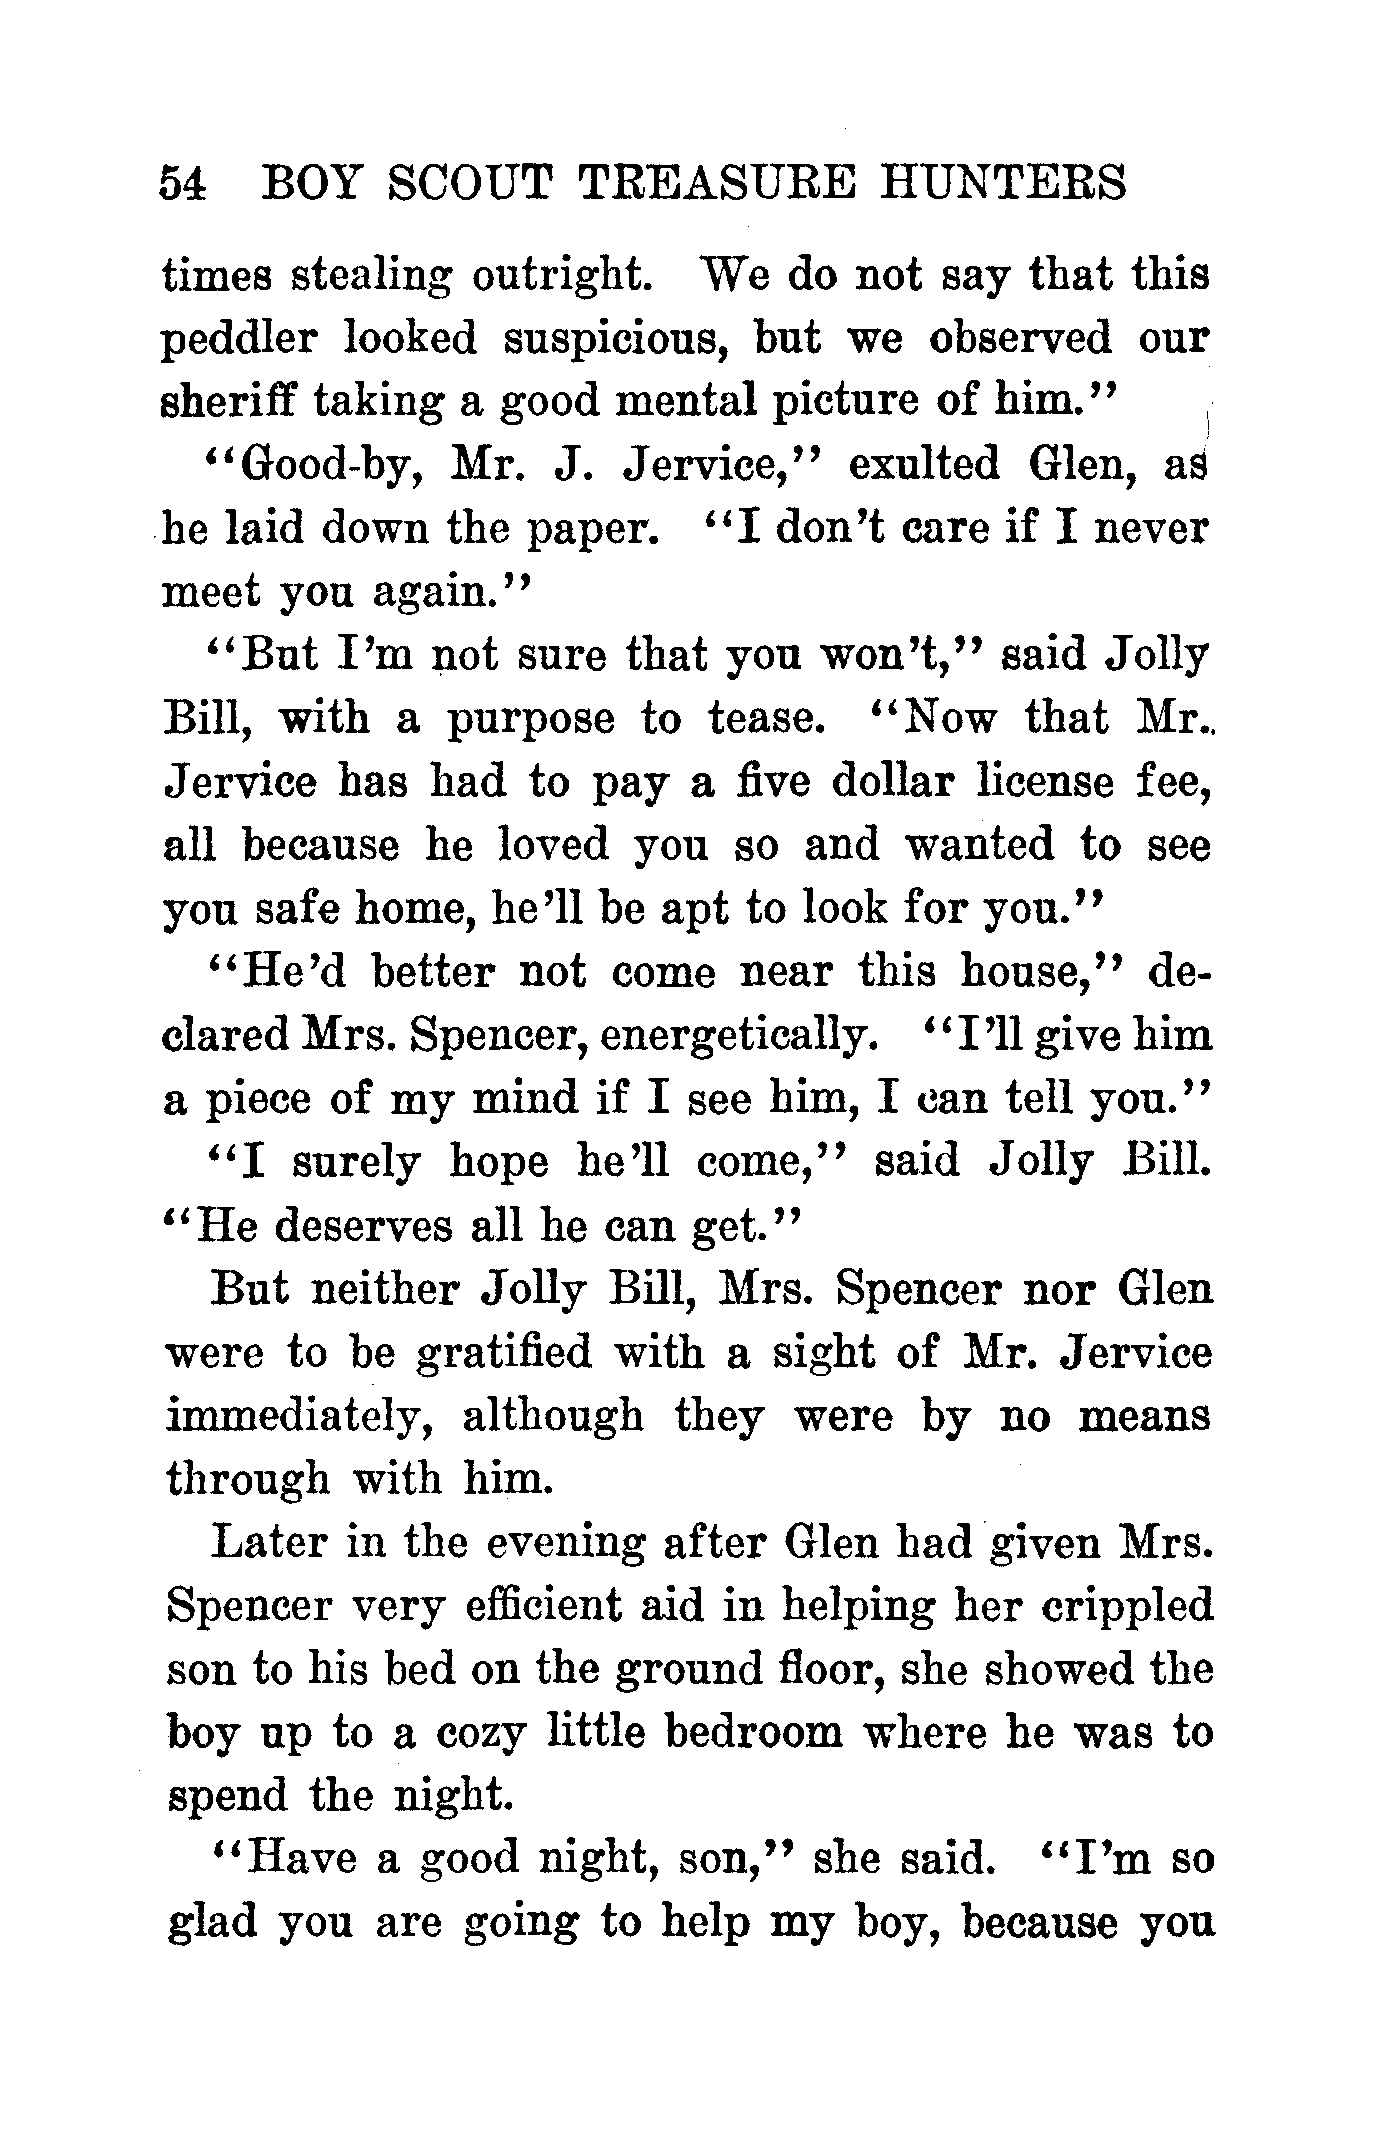 54 BOY SCOUT TREASURE HUNTERS
times stealing outright. We do not say that this
peddler looked suspicious, but we observed our
sheriff taking a good mental picture of him.”
“Good-by, Mr. J. Jervice,” exulted Glen, as
he laid down the paper. “I don’t care if I never
meet you again.”
“But I’m not sure that you won’t,” said Jolly
Bill, with a purpose to tease. “Now that Mr.
Jervice has had to pay a five dollar license fee,
all because he loved you so and wanted to see
you safe home, he’ll be apt to look for you.”
“He’d better not come near this house,” de-
clared Mrs. Spencer, energetically. “I’ll give him
a piece of my mind if I see him, I can tell you.”
“I surely hope he’ll come,” said Jolly Bill.
“He deserves all he can get.”
But neither Jolly Bill, Mrs. Spencer nor Glen
were to be gratified with a sight of Mr. Jervice
immediately, although they were by no means
through with him.
Later in the evening after Glen had given Mrs.
Spencer very efficient aid in helping her crippled
son to his bed on the ground floor, she showed the
boy up to a cozy little bedroom where he was to
spend the night.
“Have a good night, son,” she said. “I’m so
glad you are going to help my boy, because you